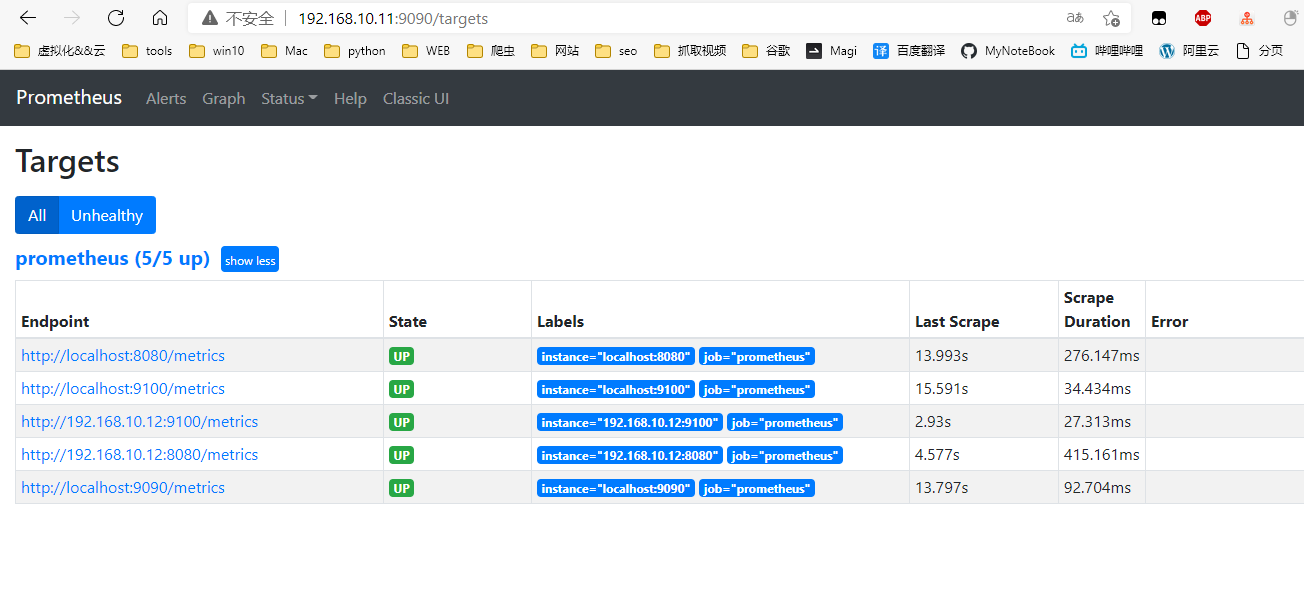 不安全 192.168.10.11:9090/targets aあ ABP
虚拟化&&云 tools win10 Mac python WEB 爬虫 网站 seo 抓取视频 谷歌 Magi 译 百度翻译 MyNoteBook 哔哩哔哩 阿里云 分页
Prometheus Alerts Graph Status Help Classic UI
Targets
All Unhealthy
prometheus (5/5 up) show less
Endpoint State Labels Last Scrape Scrape Duration Error
http://localhost:8080/metrics UP instance="localhost:8080" job="prometheus" 13.993s 276.147ms
http://localhost:9100/metrics UP instance="localhost:9100" job="prometheus" 15.591s 34.434ms
http://192.168.10.12:9100/metrics UP instance="192.168.10.12:9100" job="prometheus" 2.93s 27.313ms
http://192.168.10.12:8080/metrics UP instance="192.168.10.12:8080" job="prometheus" 4.577s 415.161ms
http://localhost:9090/metrics UP instance="localhost:9090" job="prometheus" 13.797s 92.704ms